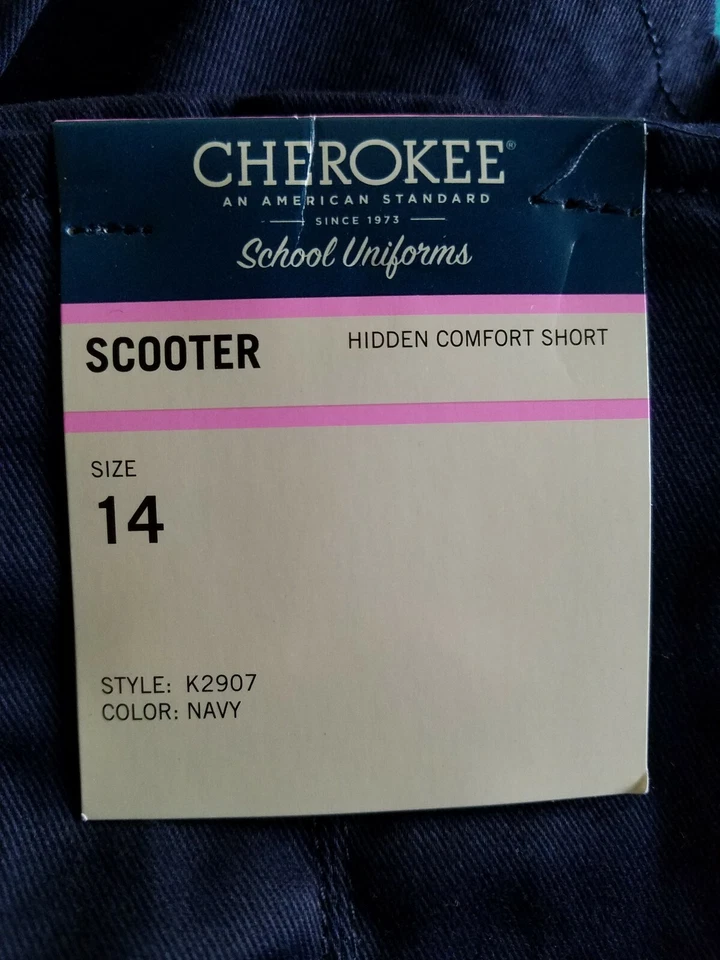 CHEROKEE®
AN AMERICAN STANDARD
SINCE 1973
School Uniforms
SCOOTER
HIDDEN COMFORT SHORT
SIZE
14
STYLE: K2907
COLOR: NAVY